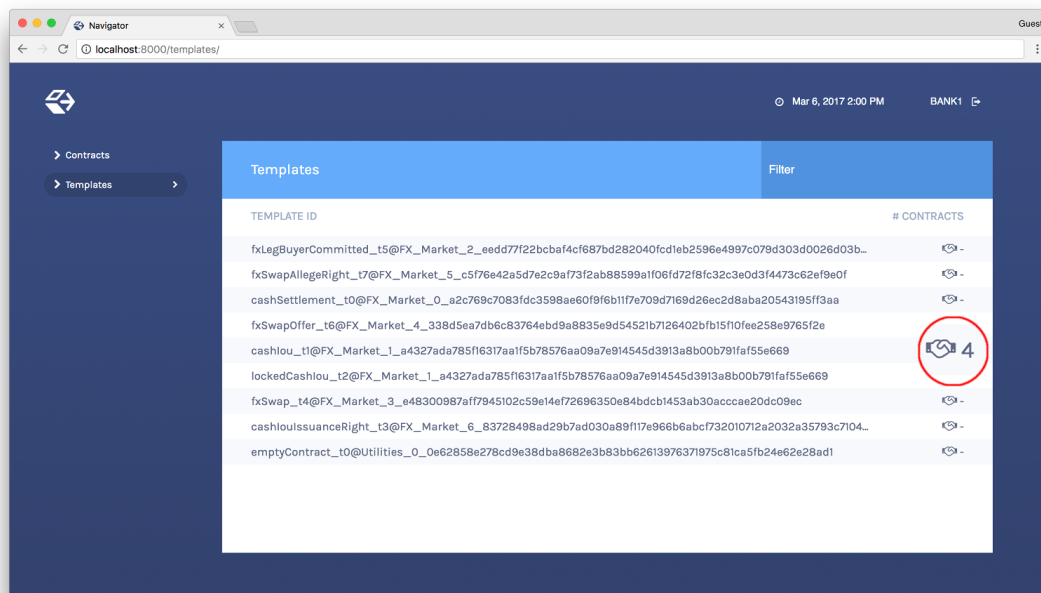 Navigator
Guest
localhost:8000/templates/
Mar 6, 2017 2:00 PM
BANK1
Contracts
Templates
Templates
Filter
TEMPLATE ID
# CONTRACTS
fxLegBuyerCommitted_t5@FX_Market_2_eedd77f22bcbaf4cf687bd282040fcd1eb2596e4997c079d303d0026d03b... -
fxSwapAllegeRight_t7@FX_Market_5_c5f76e42a5d7e2c9af73f2ab88599a1f06fd72f8fc32c3e0d3f4473c62ef9e0f -
cashSettlement_t0@FX_Market_0_a2c769c7083fdc3598ae60f9f6b11f7e709d7169d26ec2d8aba20543195ff3aa -
fxSwapOffer_t6@FX_Market_4_338d5ea7db6c83764ebd9a8835e9d54521b7126402bfb15f10fee258e9765f2e
cashIou_t1@FX_Market_1_a4327ada785f16317aa1f5b78576aa09a7e914545d3913a8b00b791faf55e669 4
lockedCashIou_t2@FX_Market_1_a4327ada785f16317aa1f5b78576aa09a7e914545d3913a8b00b791faf55e669
fxSwap_t4@FX_Market_3_e48300987aff7945102c59e14ef72696350e84bdcb1453ab30acccae20dc09ec -
cashIouIssuanceRight_t3@FX_Market_6_83728498ad29b7ad030a89f117e966b6abcf732010712a2032a35793c7104... -
emptyContract_t0@Utilities_0_0e62858e278cd9e38dba8682e3b83bb62613976371975c81ca5fb24e62e28ad1 -